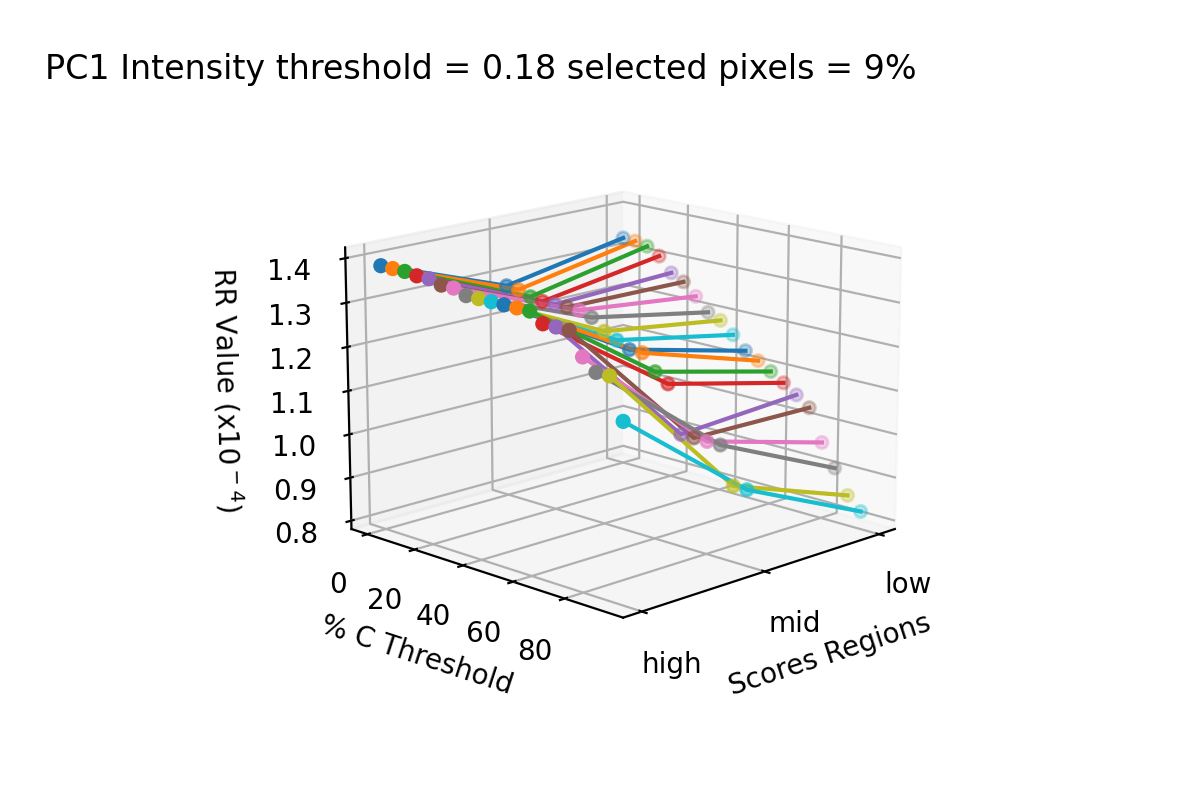 PC1 Intensity threshold = 0.18 selected pixels = 9%
1.4
1.3
1.2
1.1
1.0
0.9
0.8
RR Value (x10⁻⁴)
0
20
40
60
80
% C Threshold
high
mid
low
Scores Regions